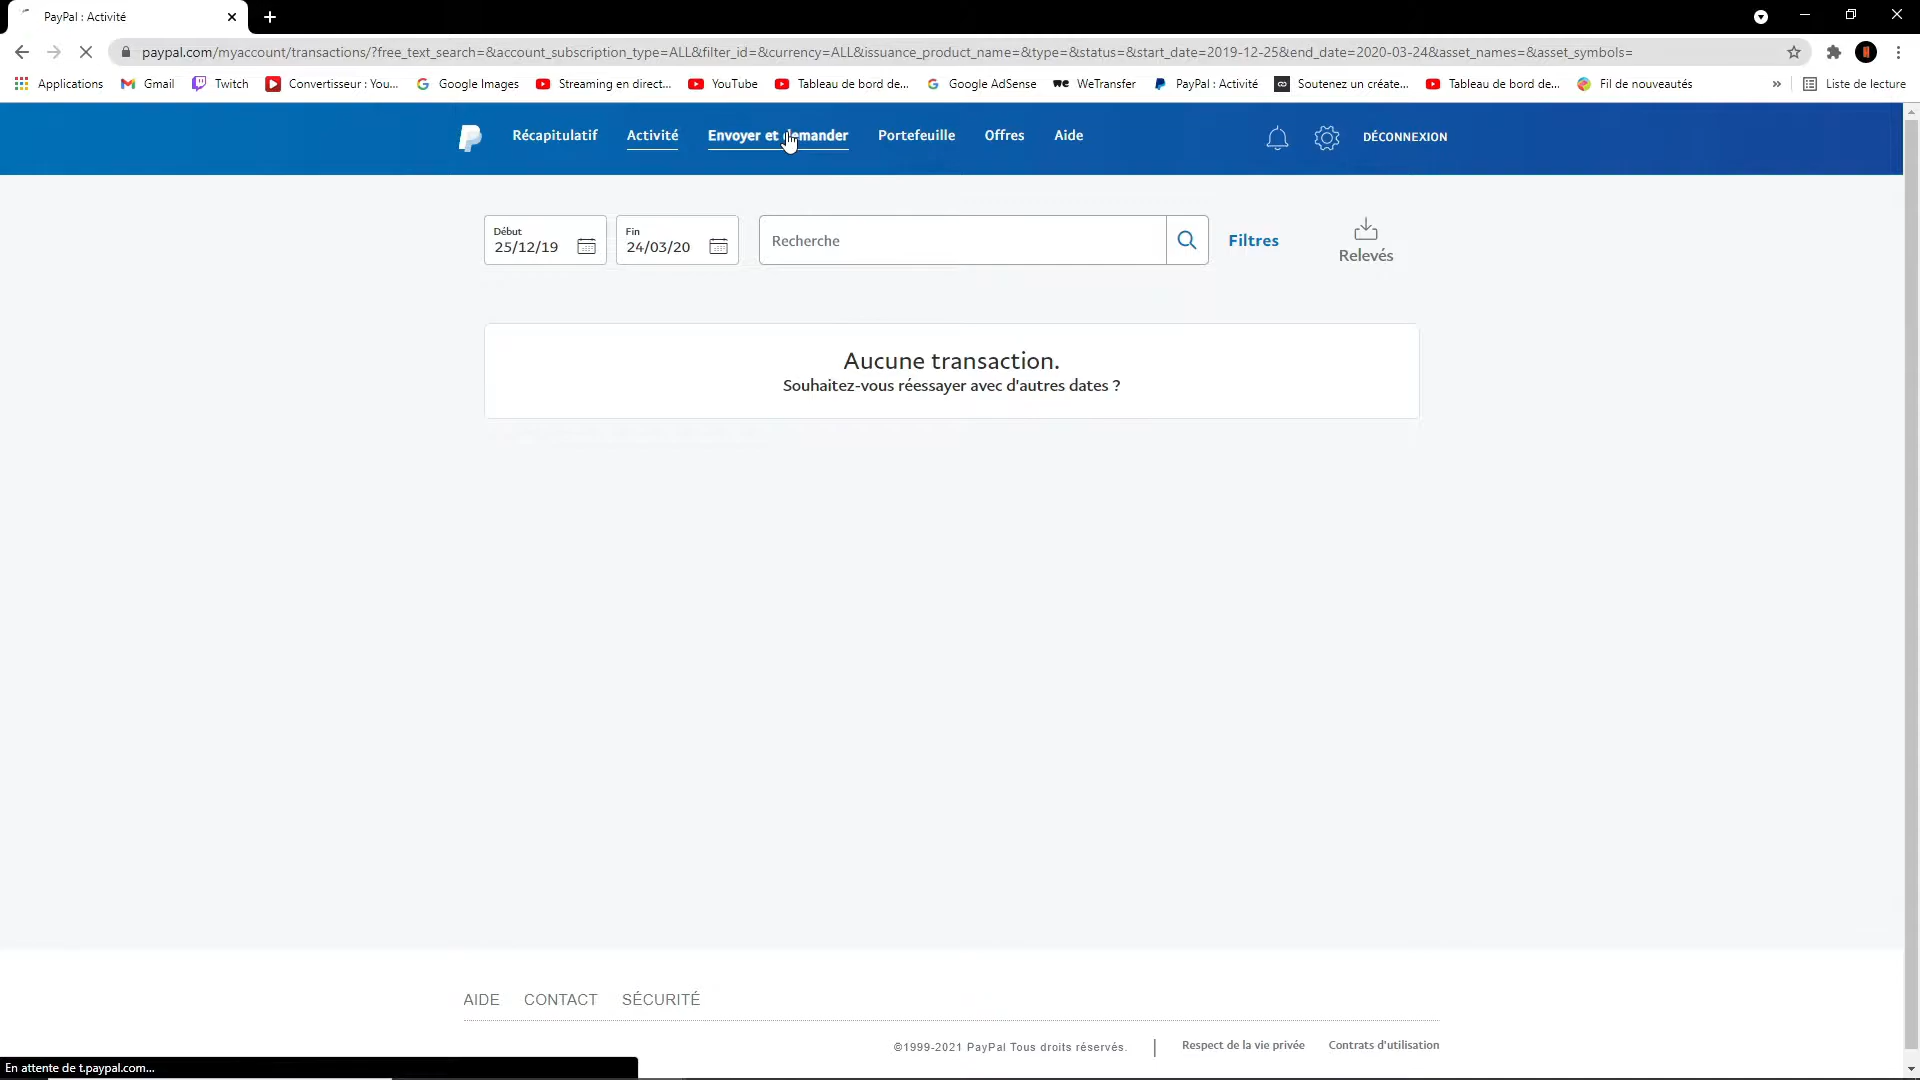 PayPal : Activité
paypal.com/myaccount/transactions/?free_text_search=&account_subscription_type=ALL&filter_id=&currency=ALL&issuance_product_name=&type=&status=&start_date=2019-12-25&end_date=2020-03-24&asset_names=&asset_symbols=
Applications Gmail Twitch Convertisseur : You... Google Images Streaming en direct... YouTube Tableau de bord de... Google AdSense WeTransfer PayPal : Activité Soutenez un créate... Tableau de bord de... Fil de nouveautés » Liste de lecture
Récapitulatif Activité Envoyer et demander Portefeuille Offres Aide DÉCONNEXION
Début Fin
25/12/19 24/03/20 Recherche Filtres
Relevés
Aucune transaction.
Souhaitez-vous réessayer avec d'autres dates ?
AIDE CONTACT SÉCURITÉ
©1999-2021 PayPal Tous droits réservés. | Respect de la vie privée Contrats d'utilisation
En attente de t.paypal.com...